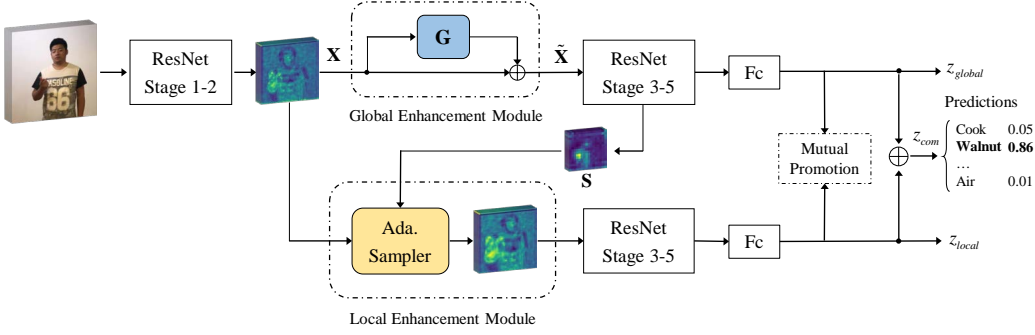 ResNet
Stage 1-2
X
G
X̃
Global Enhancement Module
ResNet
Stage 3-5
Fc
z_global
Predictions
z_com
Cook 0.05
Walnut 0.86
...
Air 0.01
Mutual
Promotion
S
Ada.
Sampler
Local Enhancement Module
ResNet
Stage 3-5
Fc
z_local
66